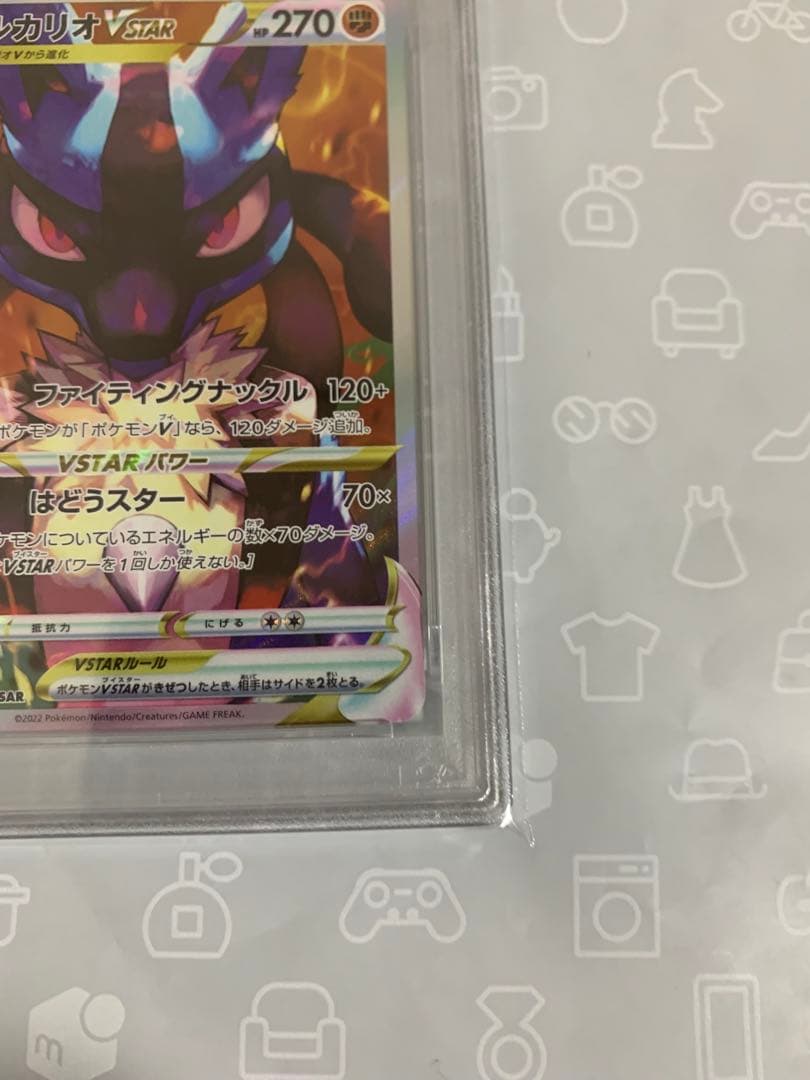 ルカリオVSTAR HP270
オVから進化
ファイティングナックル 120+
ポケモンが「ポケモンV」なら、120ダメージ追加。
VSTARパワー
はどうスター 70×
ケモンについているエネルギーの数×70ダメージ。
VSTARパワーを1回しか使えない。]
抵抗力 にげる
VSTARルール
ポケモンVSTARがきぜつしたとき、相手はサイドを2枚とる。
SAR
©2022 Pokémon/Nintendo/Creatures/GAME FREAK.
m